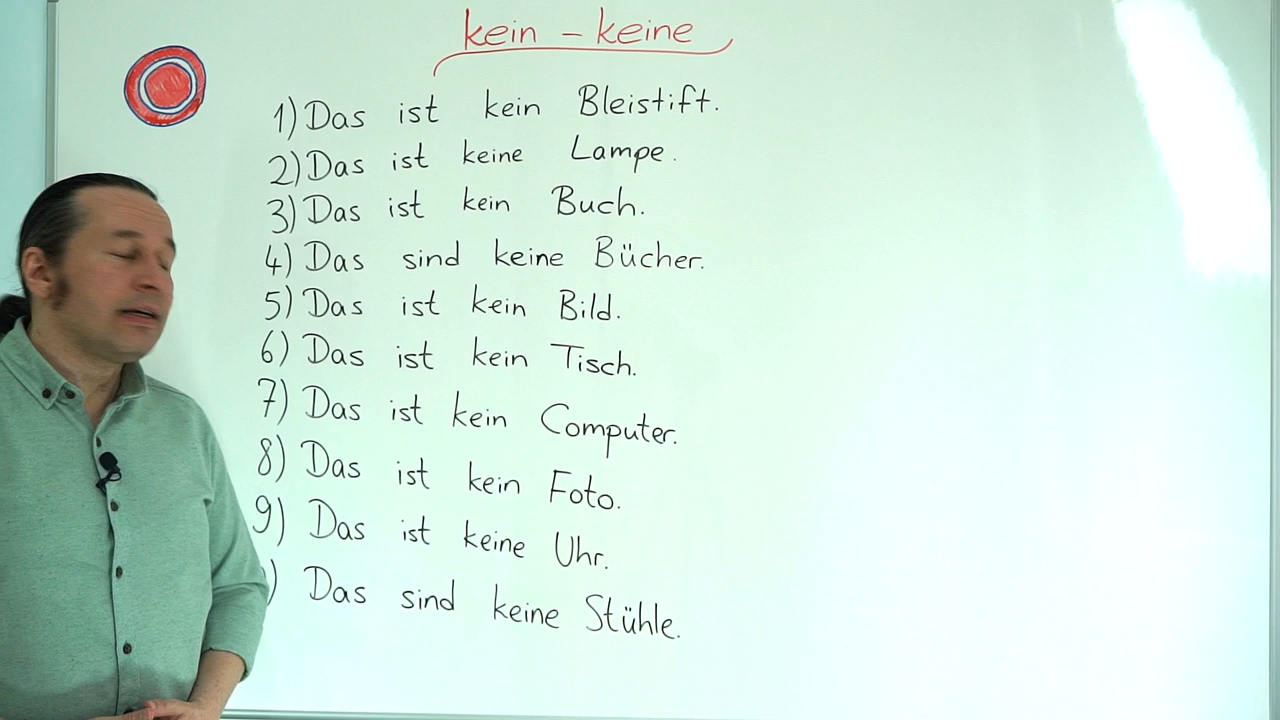 kein – keine
1) Das ist kein Bleistift.
2) Das ist keine Lampe.
3) Das ist kein Buch.
4) Das sind keine Bücher.
5) Das ist kein Bild.
6) Das ist kein Tisch.
7) Das ist kein Computer.
8) Das ist kein Foto.
9) Das ist keine Uhr.
) Das sind keine Stühle.